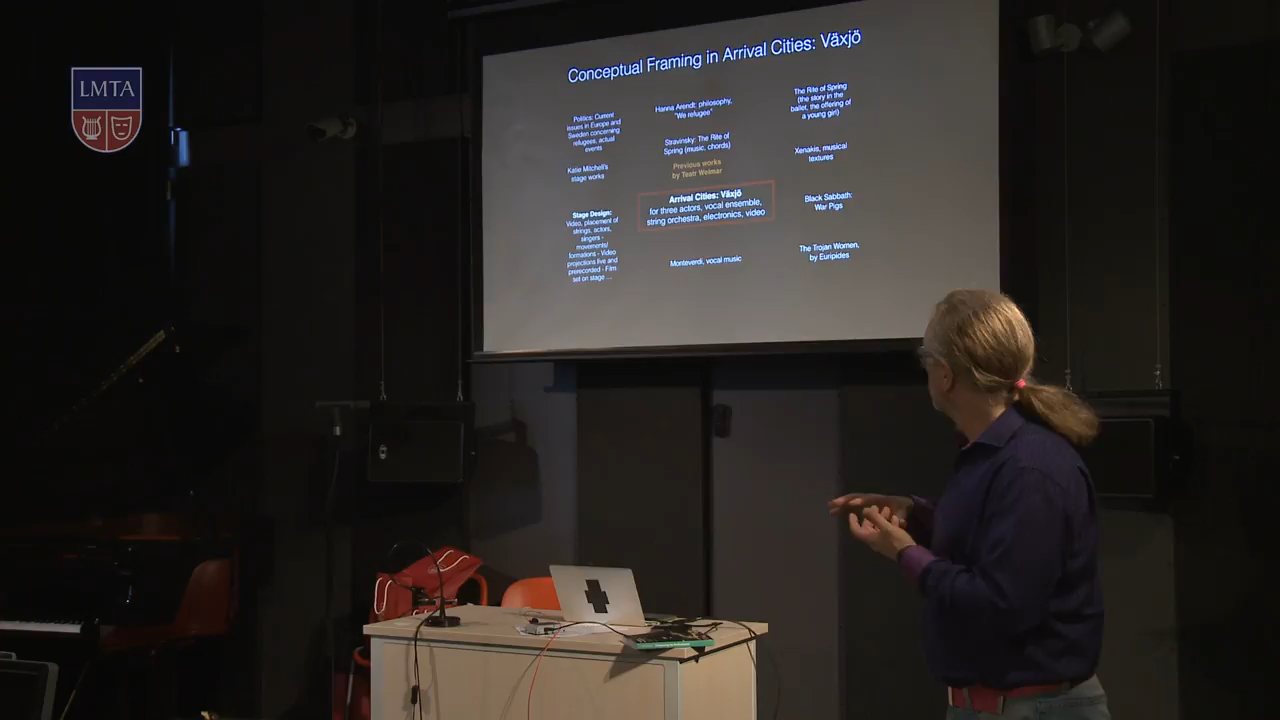 LMTA
Conceptual Framing in Arrival Cities: Växjö
Politics: Current
issues in Europe and
Sweden concerning
refugees, actual
events
Katie Mitchell's
stage works
Stage Design:
Video, placement of
strings, actors,
singers -
movements/
formations - Video
projections live and
prerecorded - Film
set on stage ...
Hanna Arendt: philosophy,
"We refugee"
Stravinsky: The Rite of
Spring (music, chords)
Previous works
by Teatr Weimar
Arrival Cities: Växjö
for three actors, vocal ensemble,
string orchestra, electronics, video
Monteverdi, vocal music
The Rite of Spring
(the story in the
ballet, the offering of
a young girl)
Xenakis, musical
textures
Black Sabbath:
War Pigs
The Trojan Women,
by Euripides